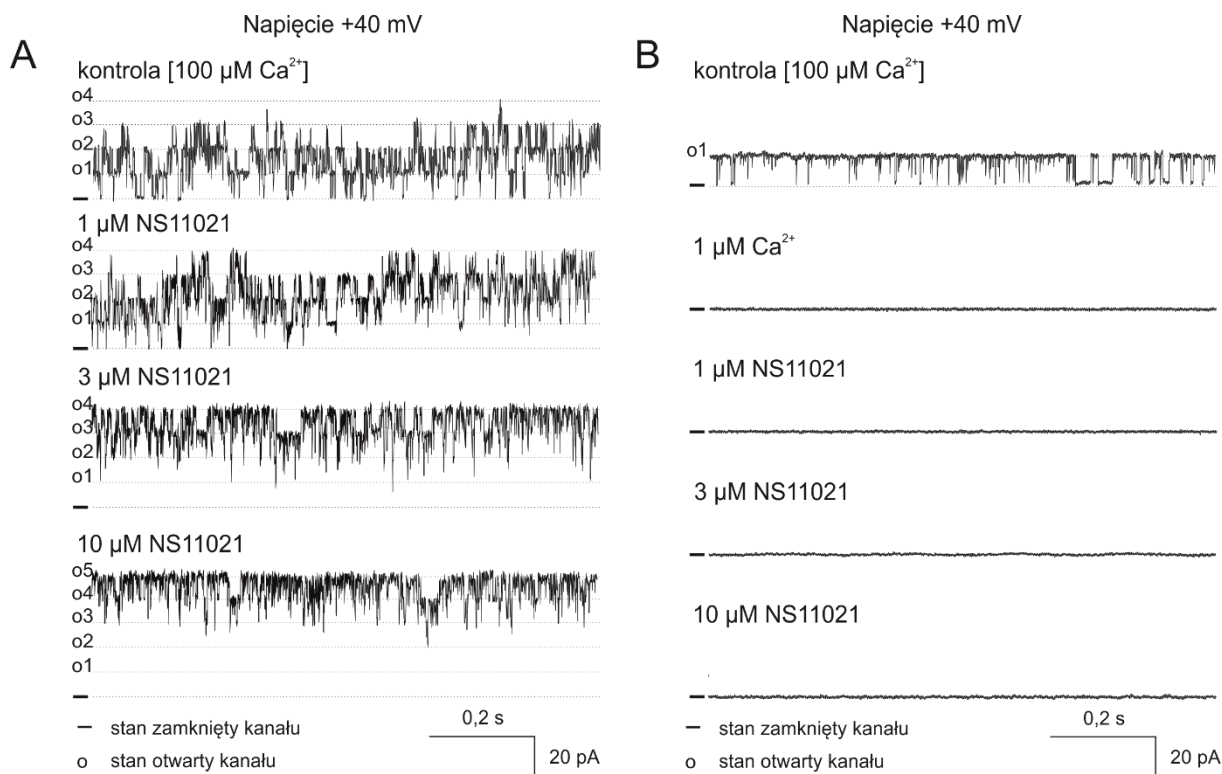 Napięcie +40 mV
A
kontrola [100 µM Ca²⁺]
o4
o3
o2
o1
1 µM NS11021
o4
o3
o2
o1
3 µM NS11021
o4
o3
o2
o1
10 µM NS11021
o5
o4
o3
o2
o1
– stan zamknięty kanału
o stan otwarty kanału
0,2 s
20 pA
Napięcie +40 mV
B
kontrola [100 µM Ca²⁺]
o1
1 µM Ca²⁺
1 µM NS11021
3 µM NS11021
10 µM NS11021
– stan zamknięty kanału
o stan otwarty kanału
0,2 s
20 pA